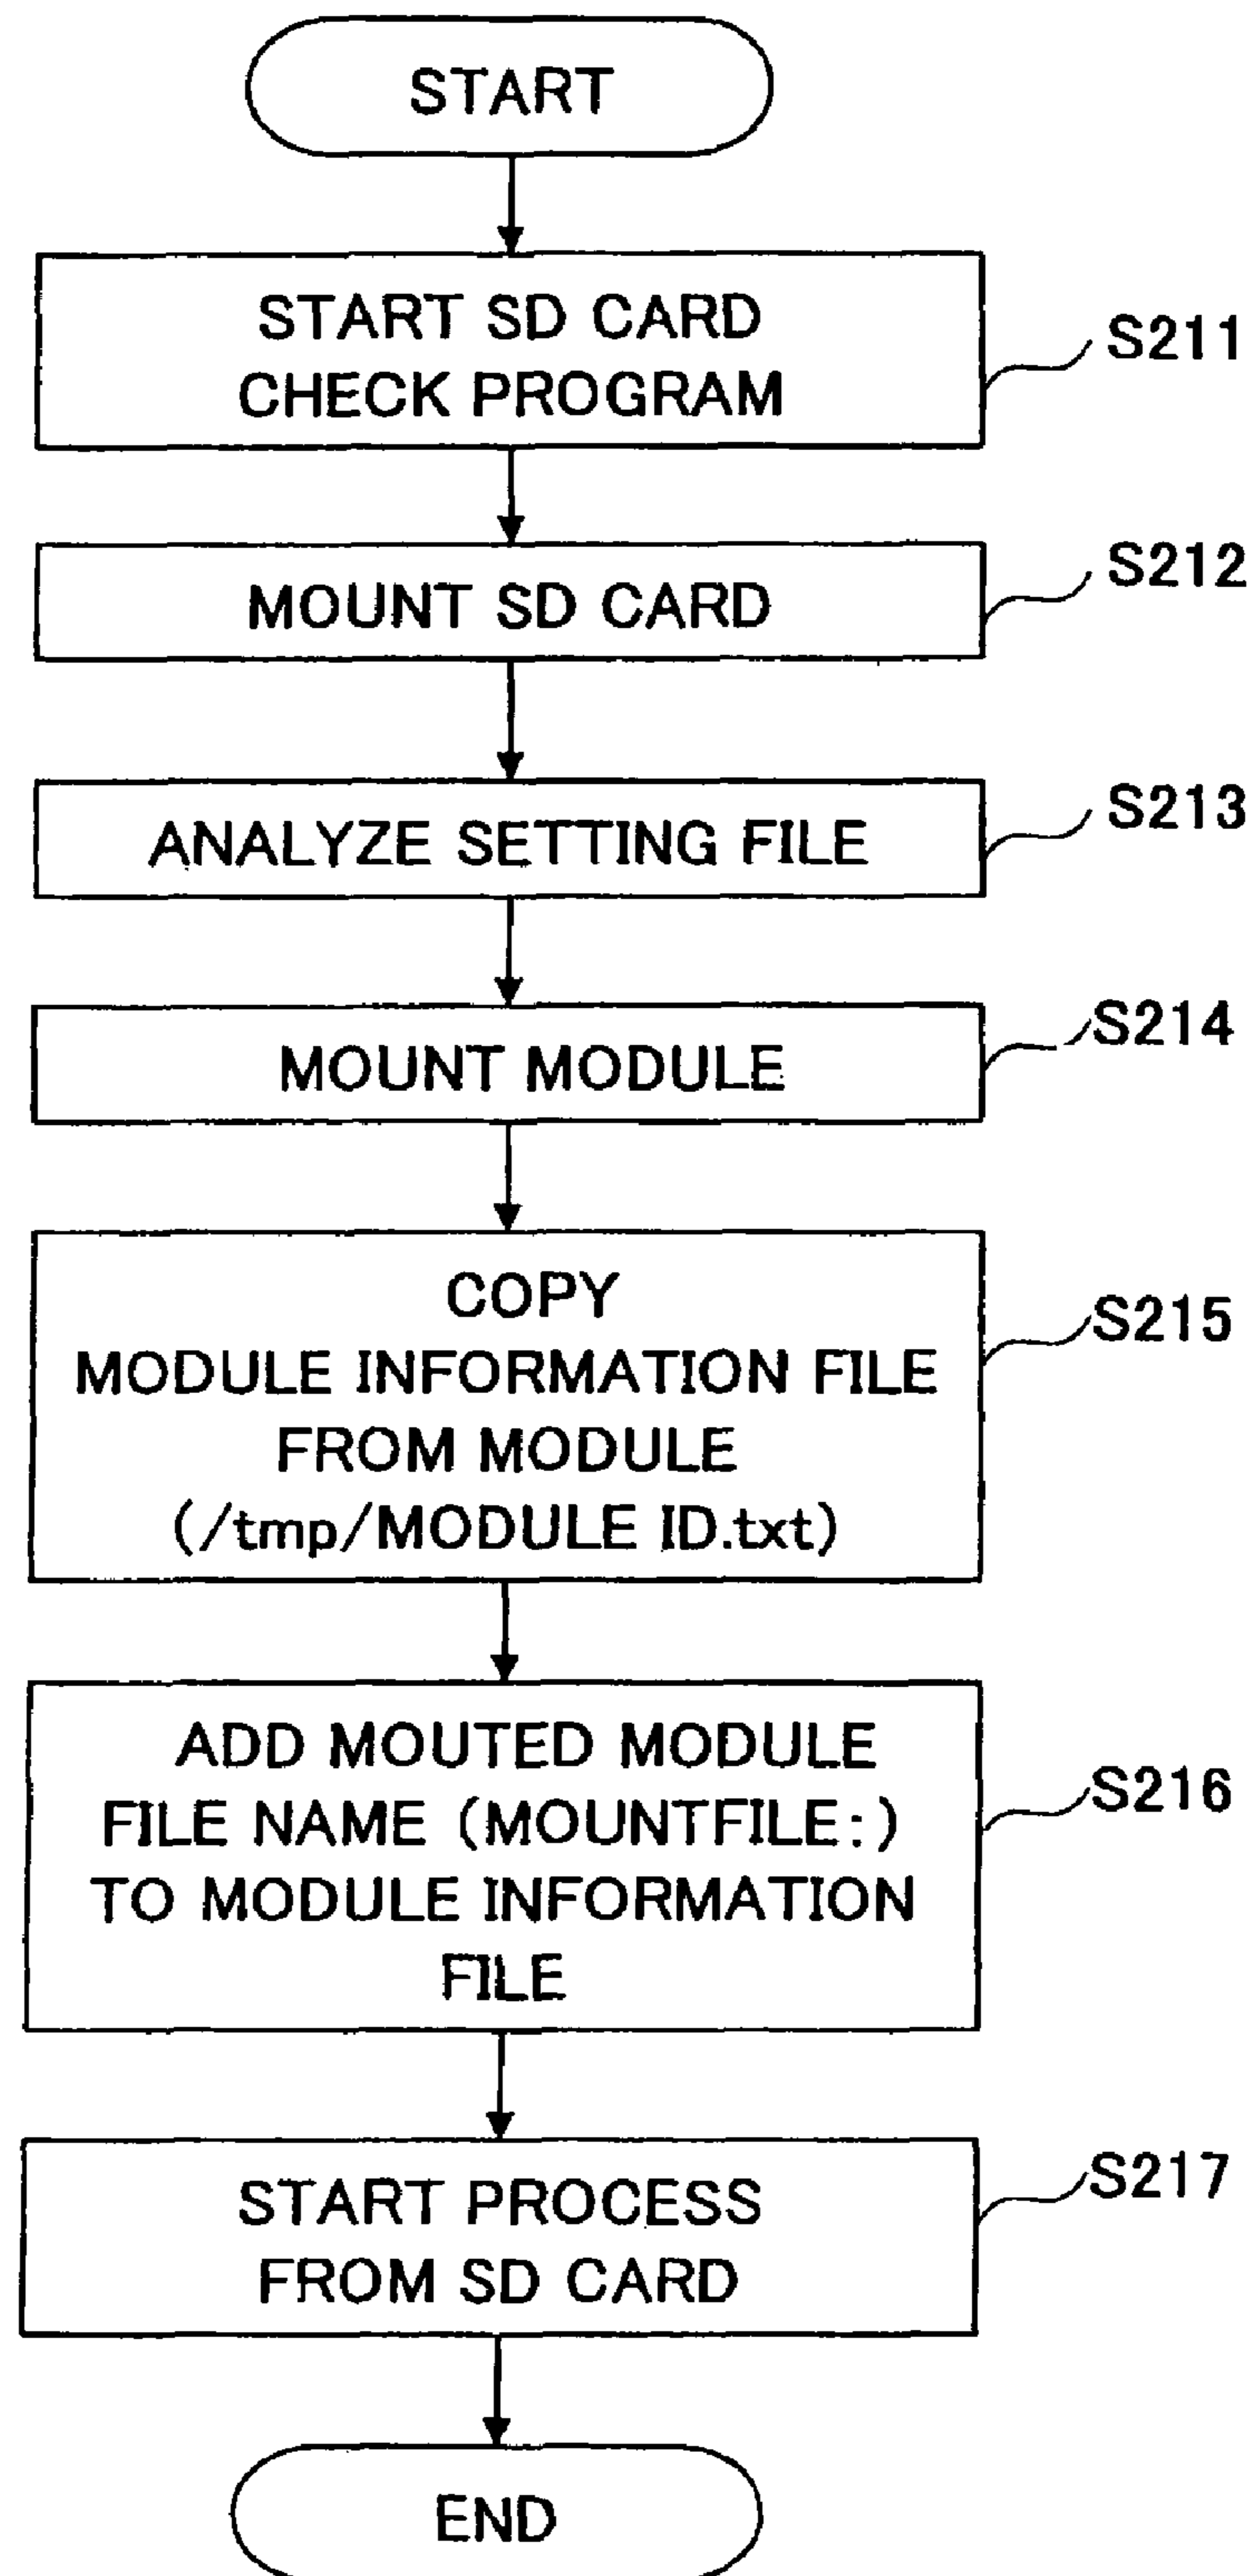 START
START SD CARD
CHECK PROGRAM
S211
MOUNT SD CARD
S212
ANALYZE SETTING FILE
S213
MOUNT MODULE
S214
COPY
MODULE INFORMATION FILE
FROM MODULE
(/tmp/MODULE ID.txt)
S215
ADD MOUTED MODULE
FILE NAME (MOUNTFILE:)
TO MODULE INFORMATION
FILE
S216
START PROCESS
FROM SD CARD
S217
END